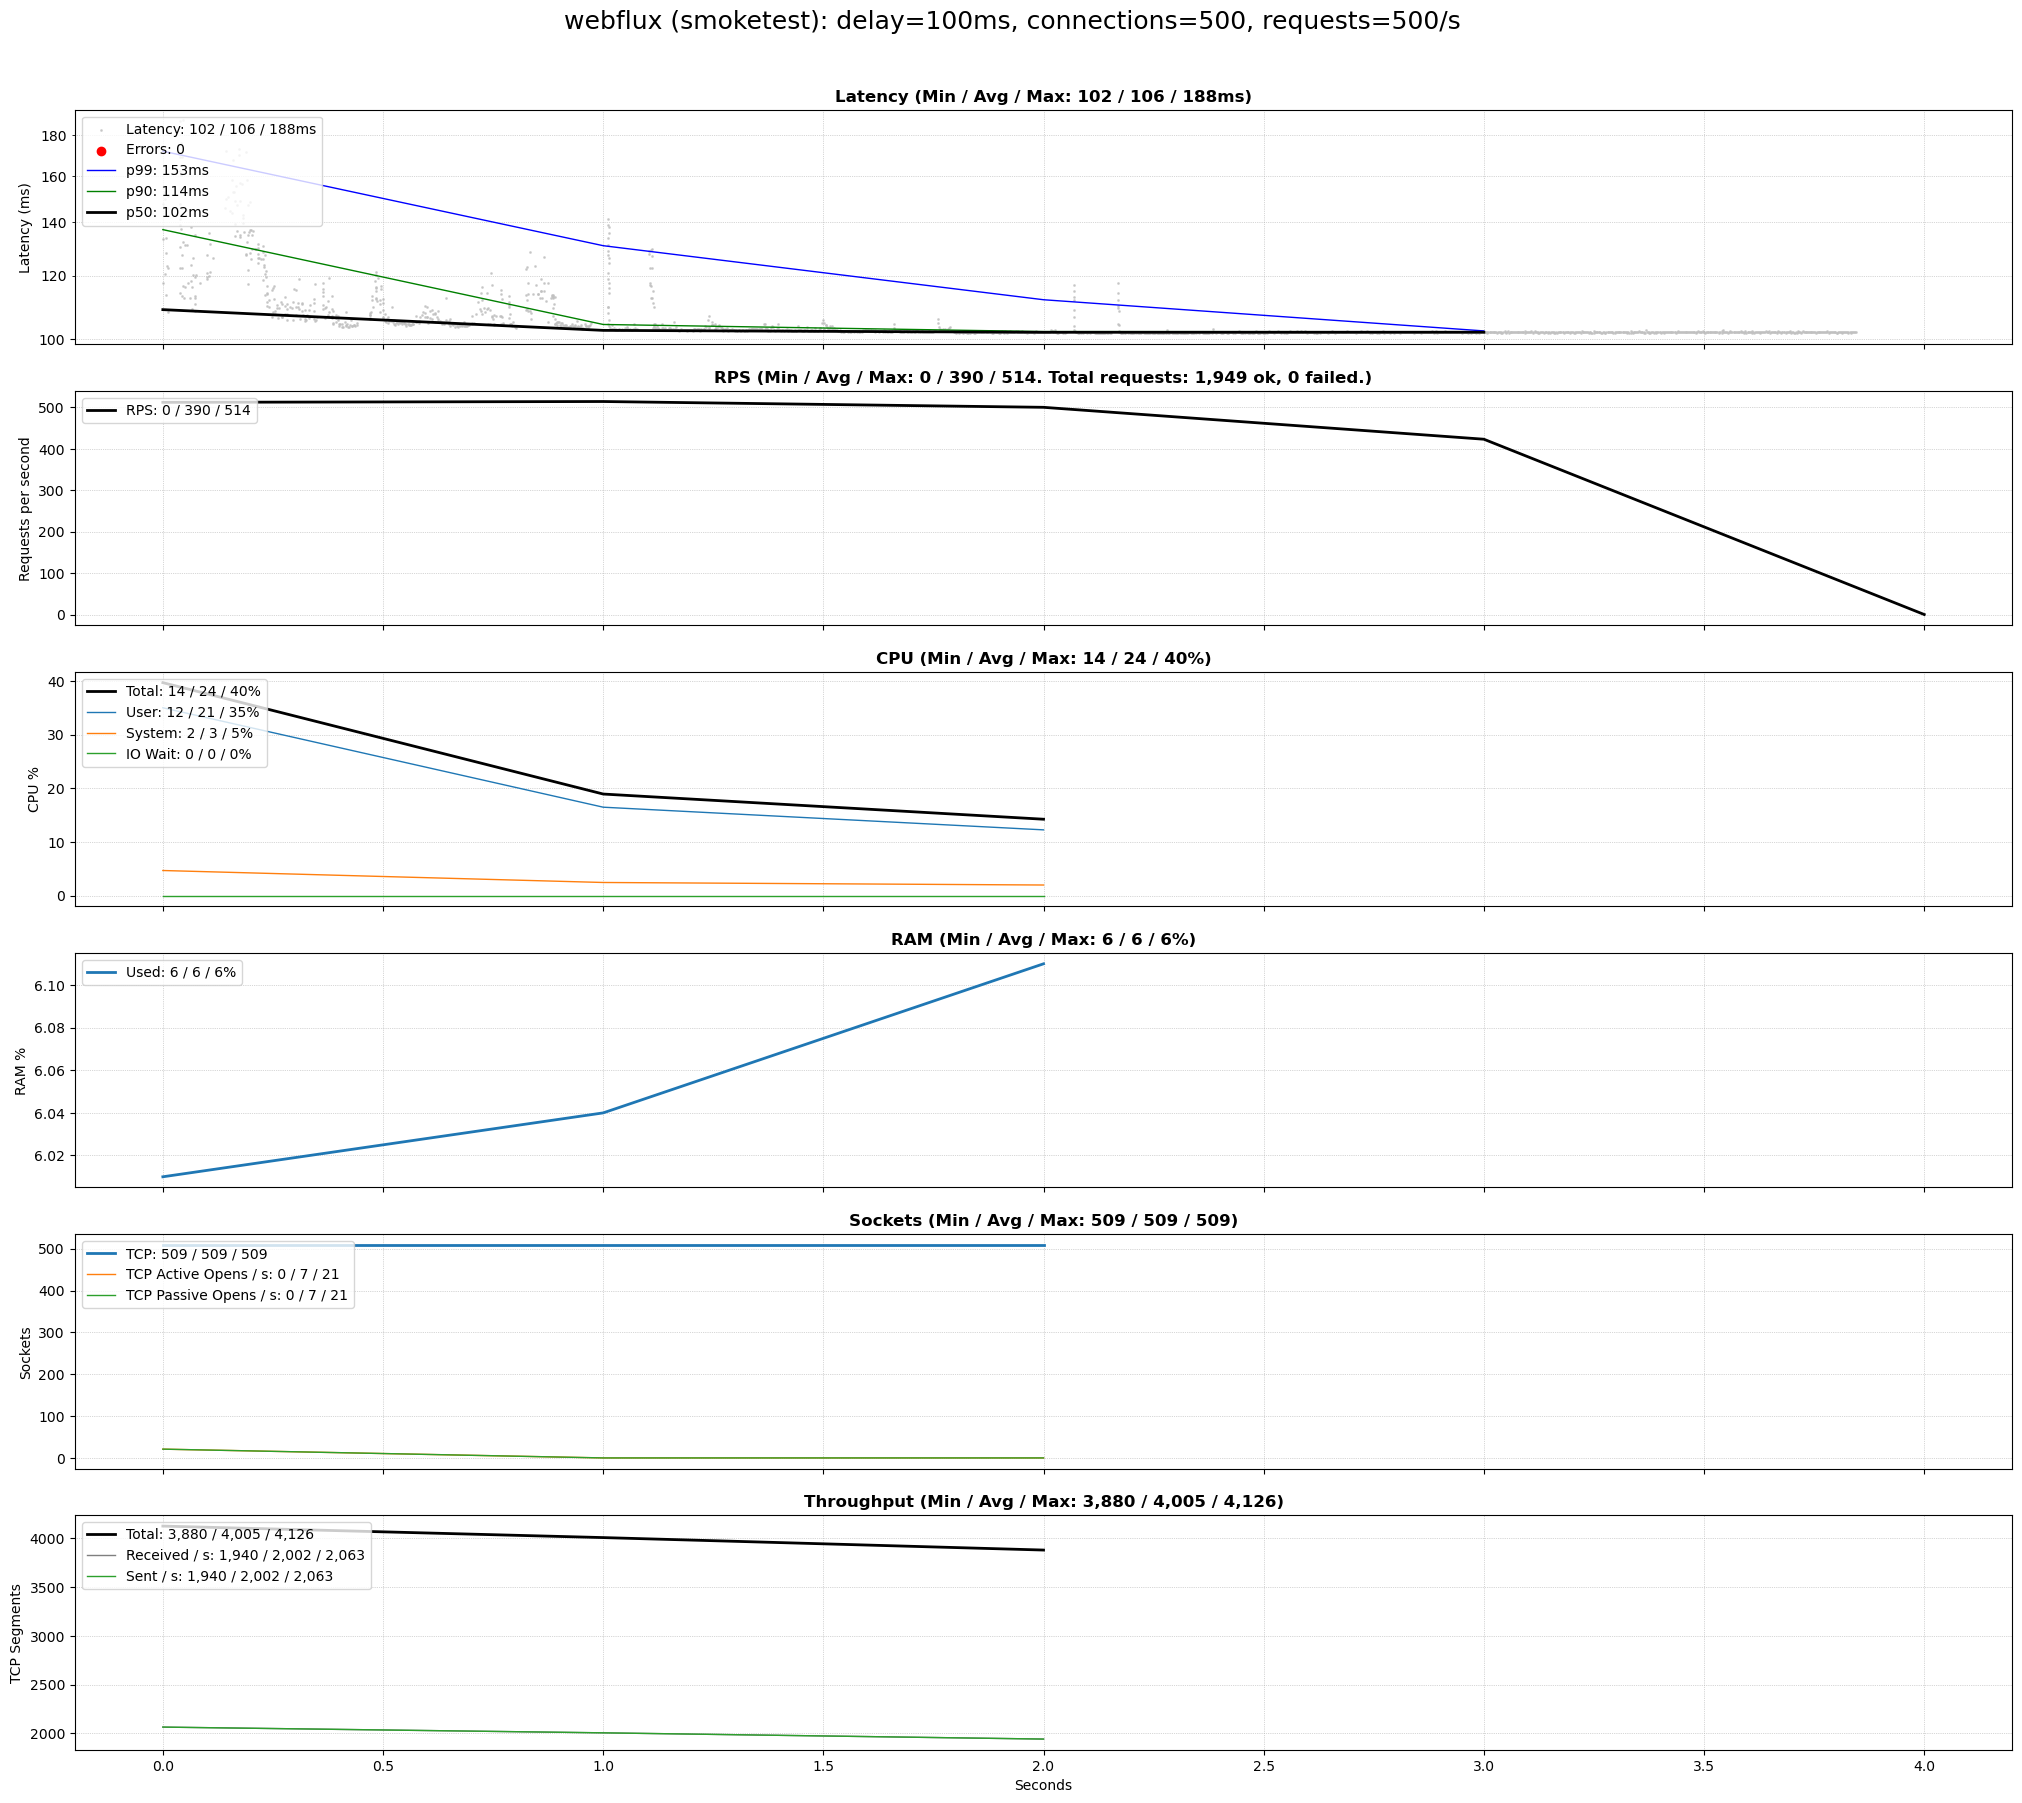 webflux (smoketest): delay=100ms, connections=500, requests=500/s
Latency (Min / Avg / Max: 102 / 106 / 188ms)
Latency: 102 / 106 / 188ms
Errors: 0
p99: 153ms
p90: 114ms
p50: 102ms
Latency (ms)
180
160
140
120
100
RPS (Min / Avg / Max: 0 / 390 / 514. Total requests: 1,949 ok, 0 failed.)
RPS: 0 / 390 / 514
Requests per second
500
400
300
200
100
0
CPU (Min / Avg / Max: 14 / 24 / 40%)
Total: 14 / 24 / 40%
User: 12 / 21 / 35%
System: 2 / 3 / 5%
IO Wait: 0 / 0 / 0%
CPU %
40
30
20
10
0
RAM (Min / Avg / Max: 6 / 6 / 6%)
Used: 6 / 6 / 6%
RAM %
6.10
6.08
6.06
6.04
6.02
Sockets (Min / Avg / Max: 509 / 509 / 509)
TCP: 509 / 509 / 509
TCP Active Opens / s: 0 / 7 / 21
TCP Passive Opens / s: 0 / 7 / 21
Sockets
500
400
300
200
100
0
Throughput (Min / Avg / Max: 3,880 / 4,005 / 4,126)
Total: 3,880 / 4,005 / 4,126
Received / s: 1,940 / 2,002 / 2,063
Sent / s: 1,940 / 2,002 / 2,063
TCP Segments
4000
3500
3000
2500
2000
0.0 0.5 1.0 1.5 2.0 2.5 3.0 3.5 4.0
Seconds